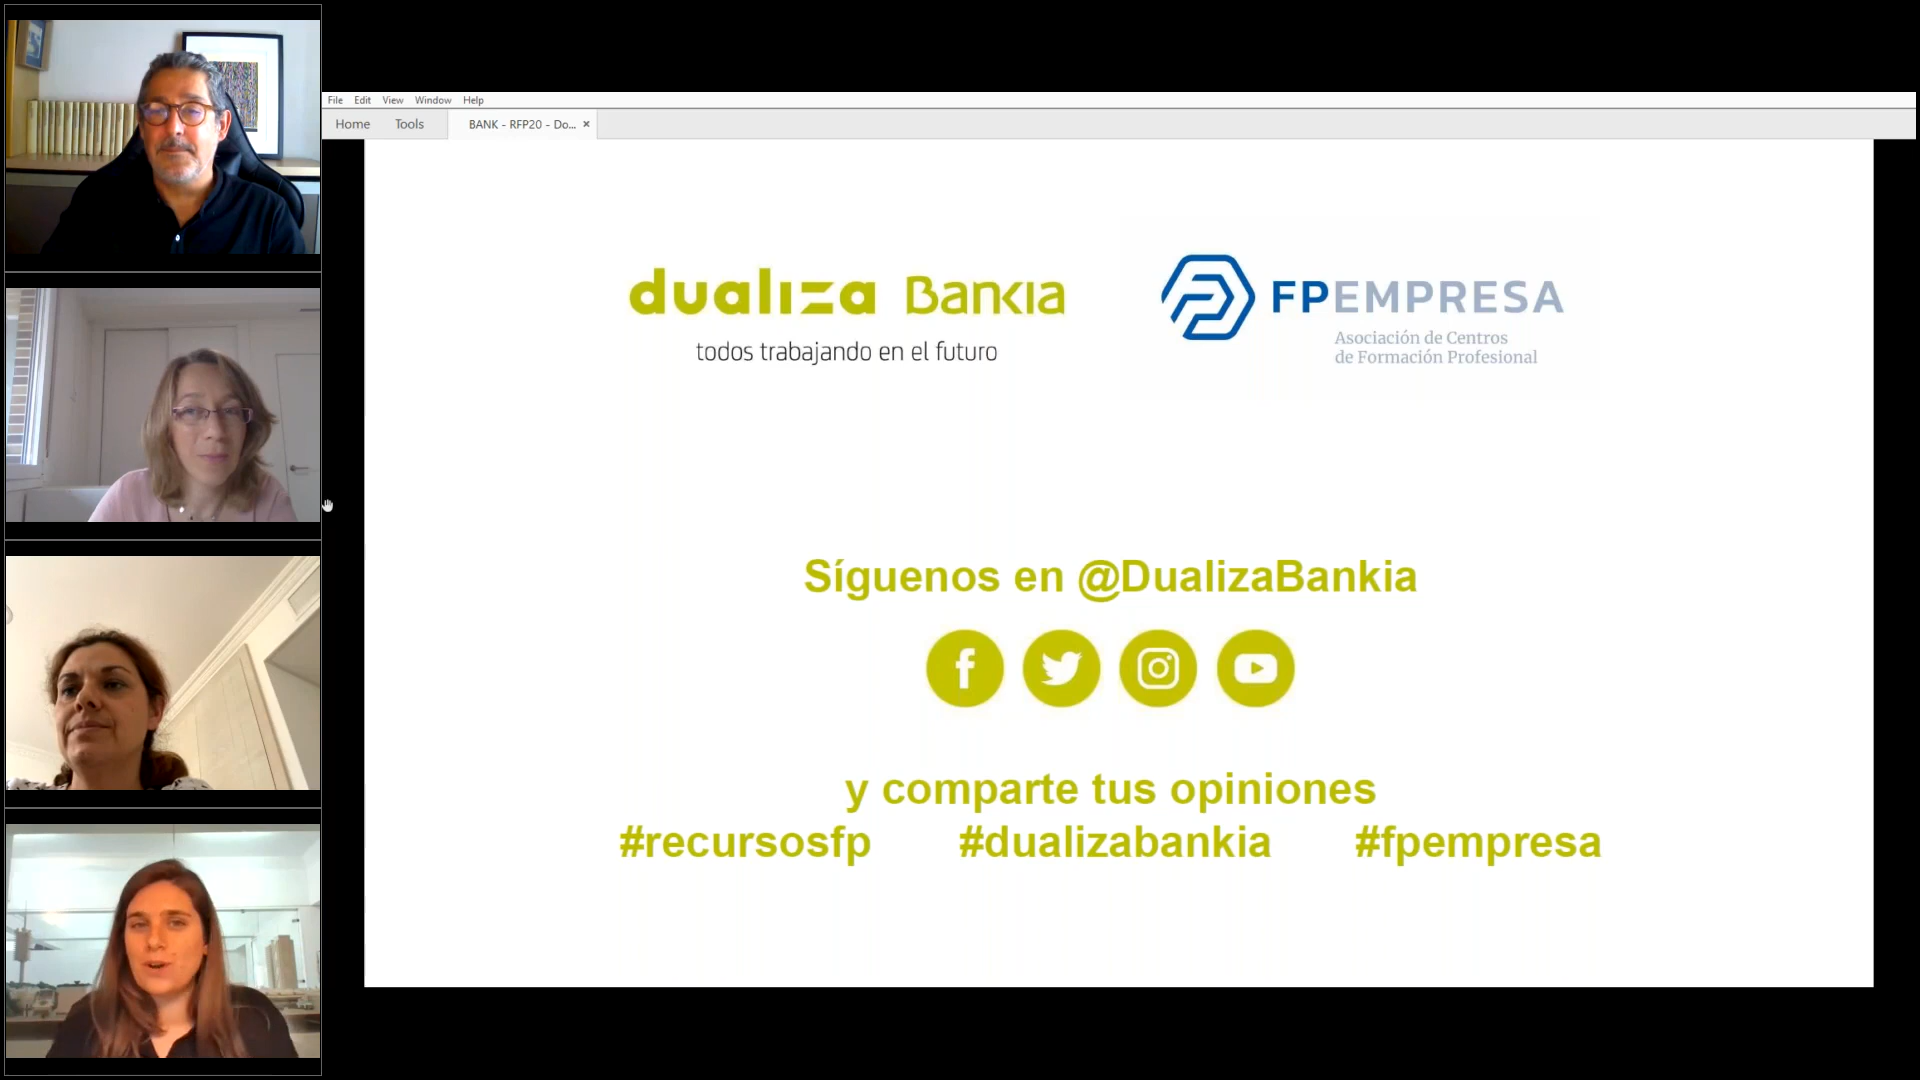 File Edit View Window Help
Home Tools BANK - RFP20 - Do... ×
dualiza Bankia
todos trabajando en el futuro
FPEMPRESA
Asociación de Centros
de Formación Profesional
Síguenos en @DualizaBankia
y comparte tus opiniones
#recursosfp #dualizabankia #fpempresa